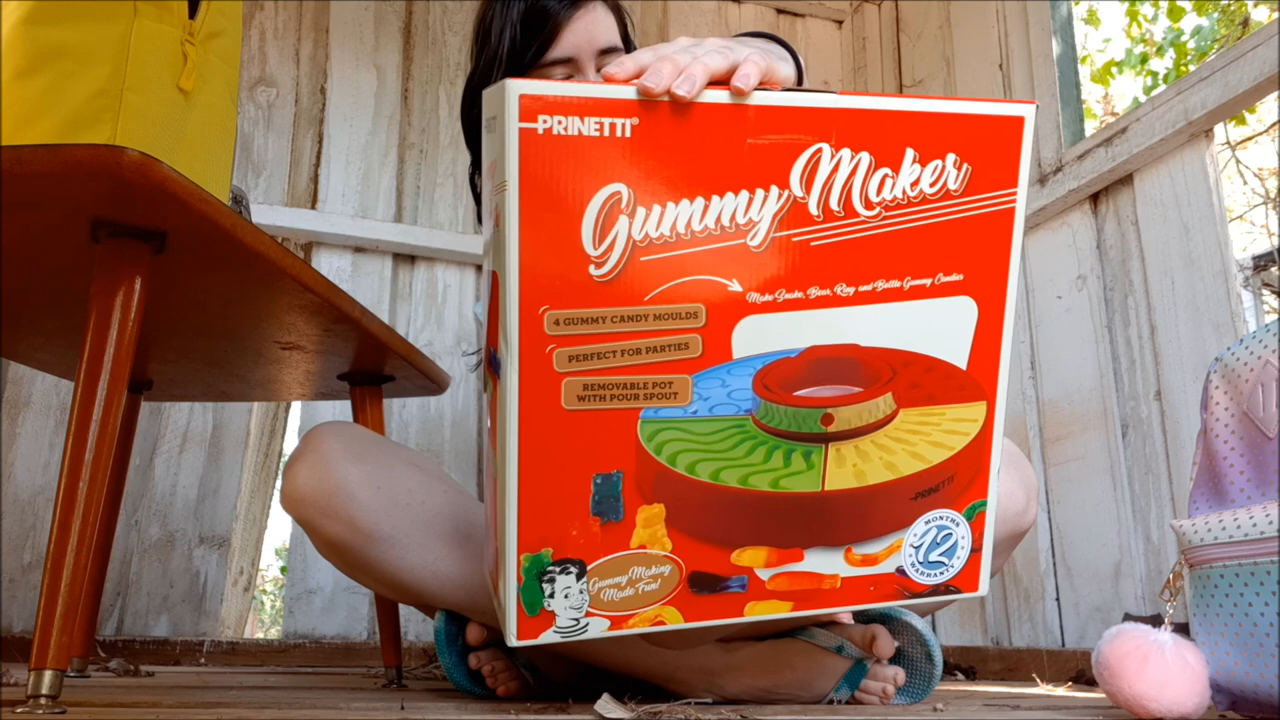 PRINETTI®
Gummy Maker
Make Snake, Bear, Ring and Bottle Gummy Candies
4 GUMMY CANDY MOULDS
PERFECT FOR PARTIES
REMOVABLE POT
WITH POUR SPOUT
PRINETTI
MONTHS
12
WARRANTY
Gummy Making
Made Fun!